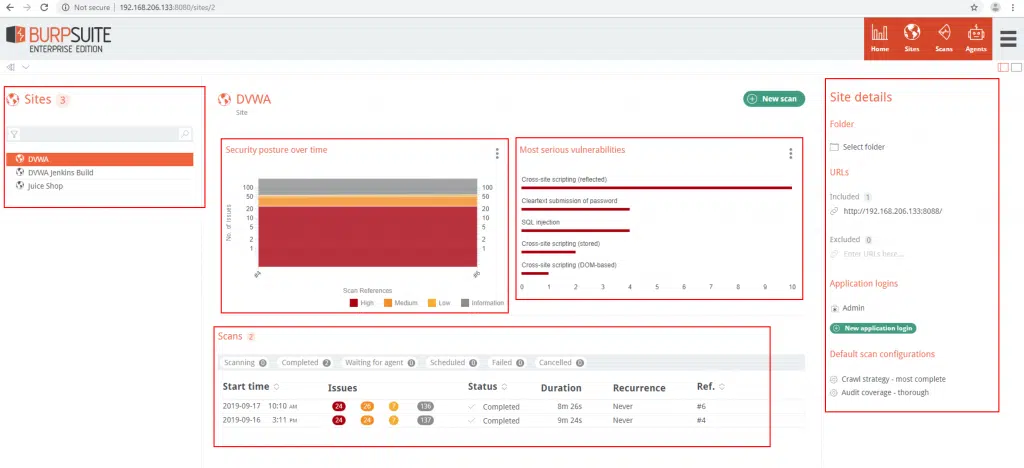 Not secure | 192.168.206.133:8080/sites/2
BURPSUITE
ENTERPRISE EDITION
Home
Sites
Scans
Agents
Sites 3
DVWA
DVWA Jenkins Build
Juice Shop
DVWA
Site
New scan
Security posture over time
No. of Issues
100
50
20
10
5
2
1
100
50
20
10
5
2
1
#4
#6
Scan References
High
Medium
Low
Information
Most serious vulnerabilities
Cross-site scripting (reflected)
Cleartext submission of password
SQL injection
Cross-site scripting (stored)
Cross-site scripting (DOM-based)
0 1 2 3 4 5 6 7 8 9 10
Scans 2
Scanning 0 Completed 2 Waiting for agent 0 Scheduled 0 Failed 0 Cancelled 0
Start time Issues Status Duration Recurrence Ref.
2019-09-17 10:10 AM 24 26 7 136 Completed 8m 26s Never #6
2019-09-16 3:11 PM 24 24 7 137 Completed 9m 24s Never #4
Site details
Folder
Select folder
URLs
Included 1
http://192.168.206.133:8088/
Excluded 0
Enter URLs here...
Application logins
Admin
New application login
Default scan configurations
Crawl strategy - most complete
Audit coverage - thorough